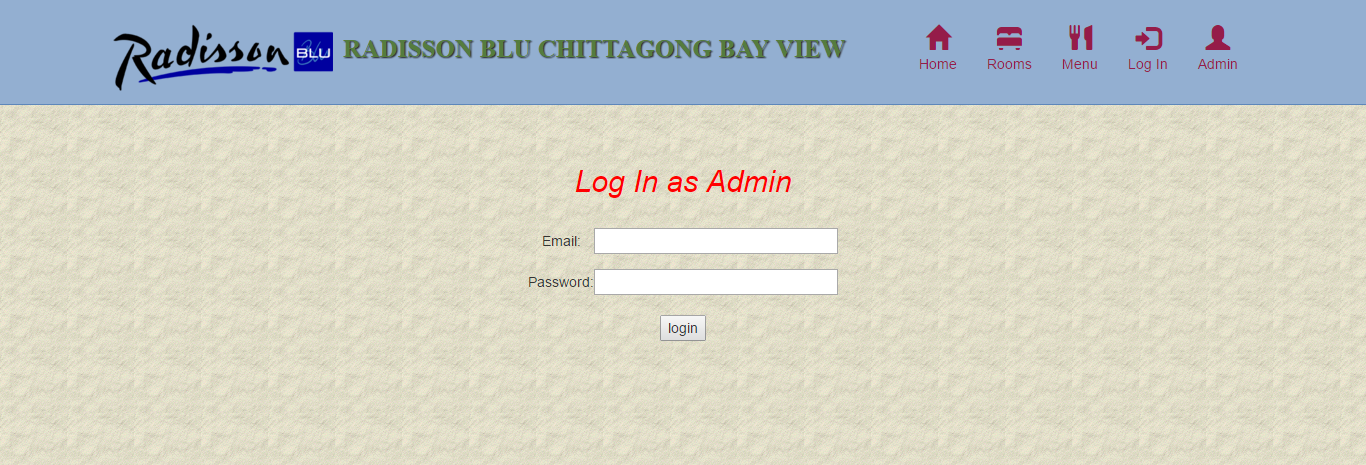 Radisson BLU RADISSON BLU CHITTAGONG BAY VIEW
Home Rooms Menu Log In Admin
Log In as Admin
Email:
Password:
login